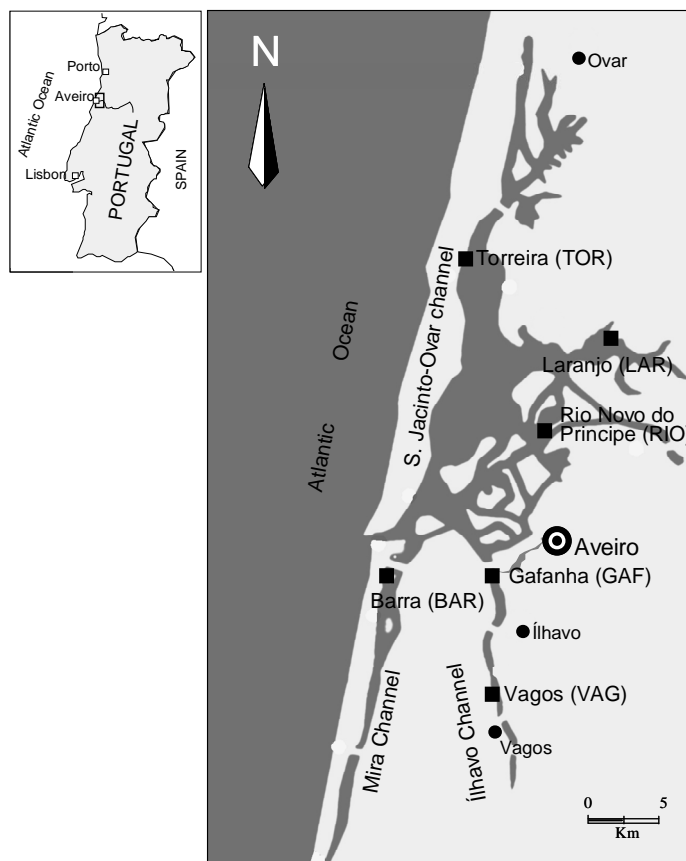 Porto
Aveiro
Atlantic Ocean
Lisbon
PORTUGAL
SPAIN
N
Ovar
Torreira (TOR)
S. Jacinto-Ovar channel
Atlantic Ocean
Laranjo (LAR)
Rio Novo do
Principe (RIO)
Aveiro
Gafanha (GAF)
Barra (BAR)
Ílhavo
Mira Channel
Ílhavo Channel
Vagos (VAG)
Vagos
0 5
Km